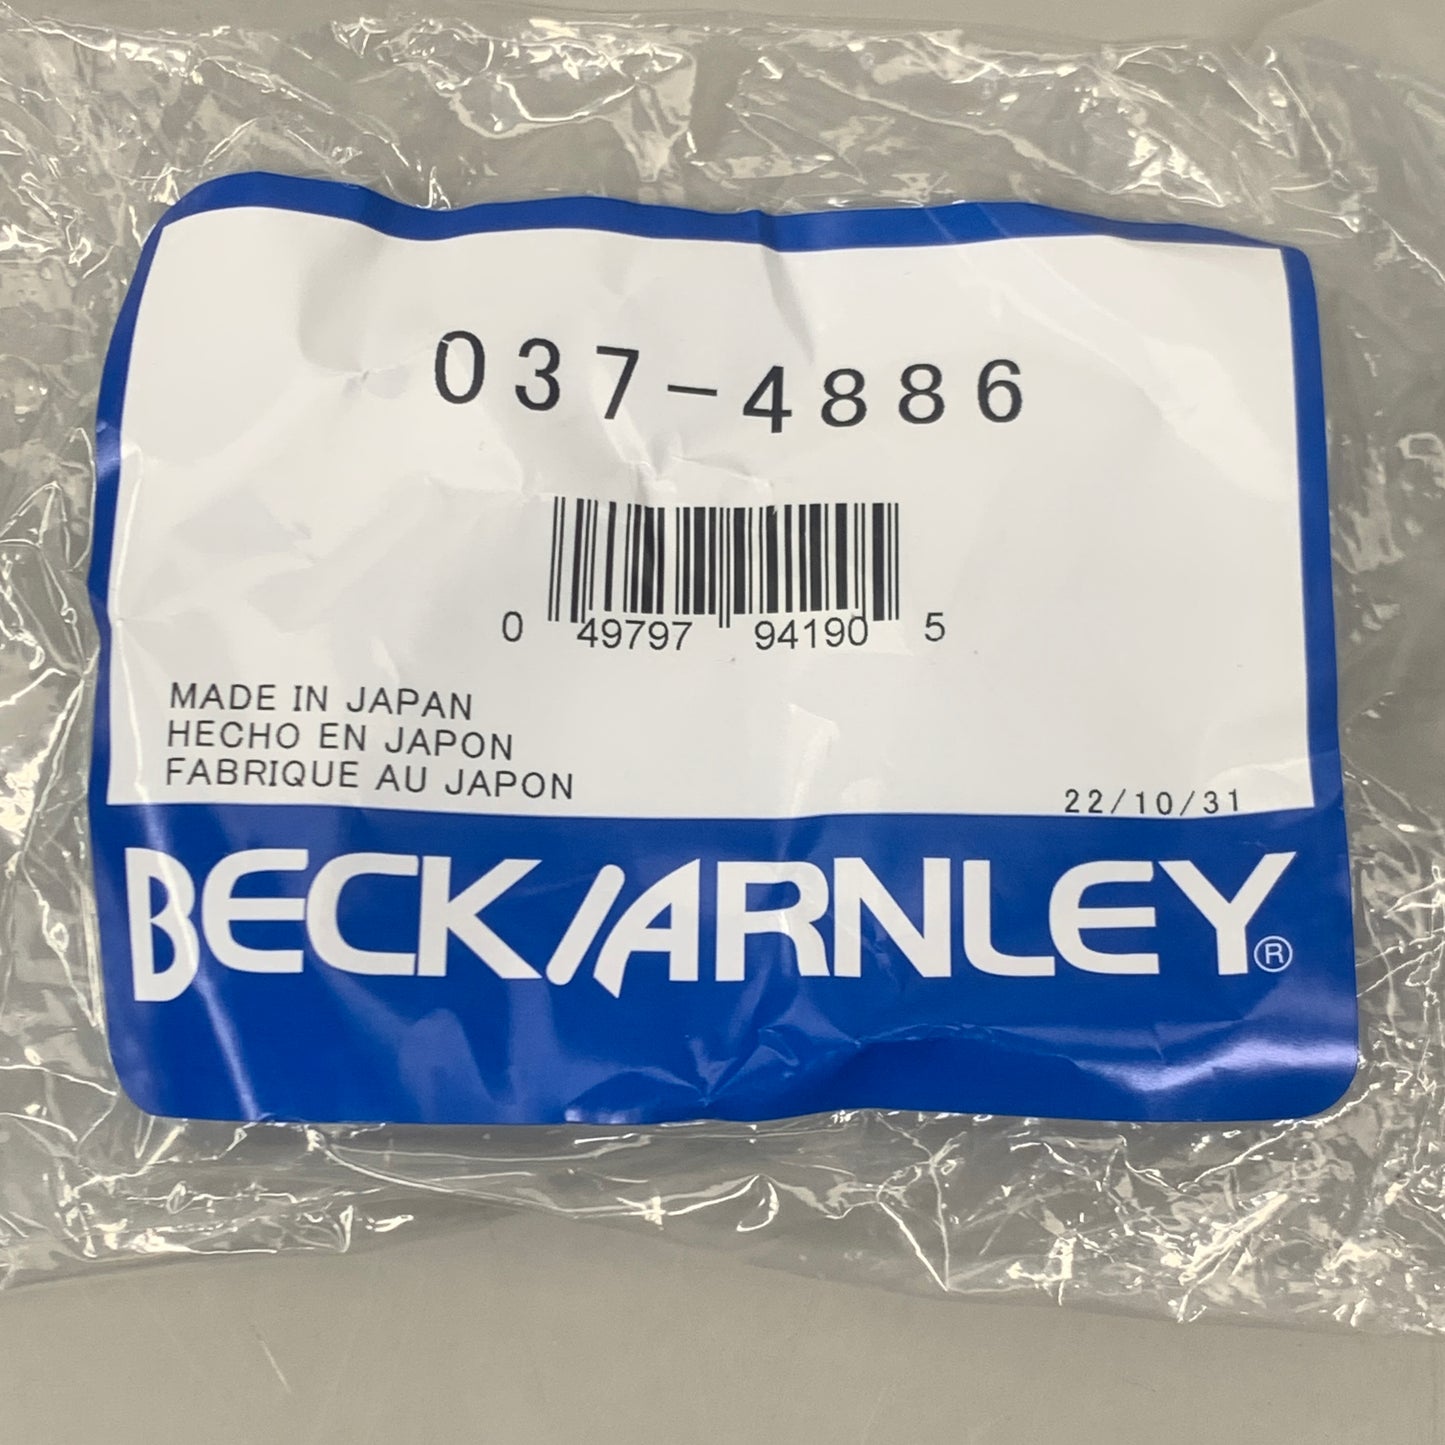 037-4886
0 49797 94190 5
MADE IN JAPAN
HECHO EN JAPON
FABRIQUE AU JAPON
22/10/31
BECK/ARNLEY®